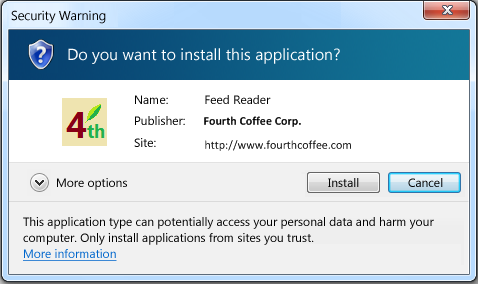 Security Warning
Do you want to install this application?
4th
Name: Feed Reader
Publisher: Fourth Coffee Corp.
Site: http://www.fourthcoffee.com
More options Install Cancel
This application type can potentially access your personal data and harm your
computer. Only install applications from sites you trust.
More information